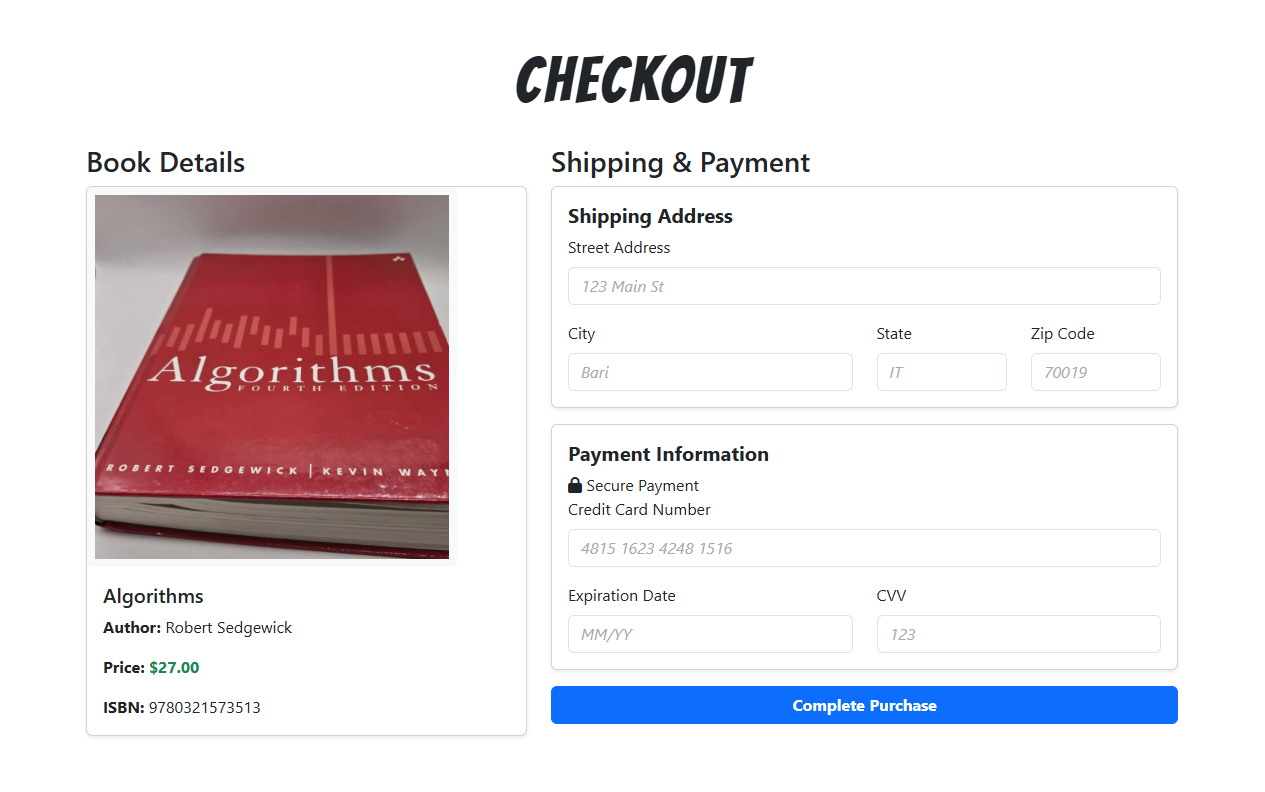 CHECKOUT
Book Details
Algorithms
FOURTH EDITION
ROBERT SEDGEWICK | KEVIN WAY
Algorithms
Author: Robert Sedgewick
Price: $27.00
ISBN: 9780321573513
Shipping & Payment
Shipping Address
Street Address
123 Main St
City State Zip Code
Bari IT 70019
Payment Information
Secure Payment
Credit Card Number
4815 1623 4248 1516
Expiration Date CVV
MM/YY 123
Complete Purchase